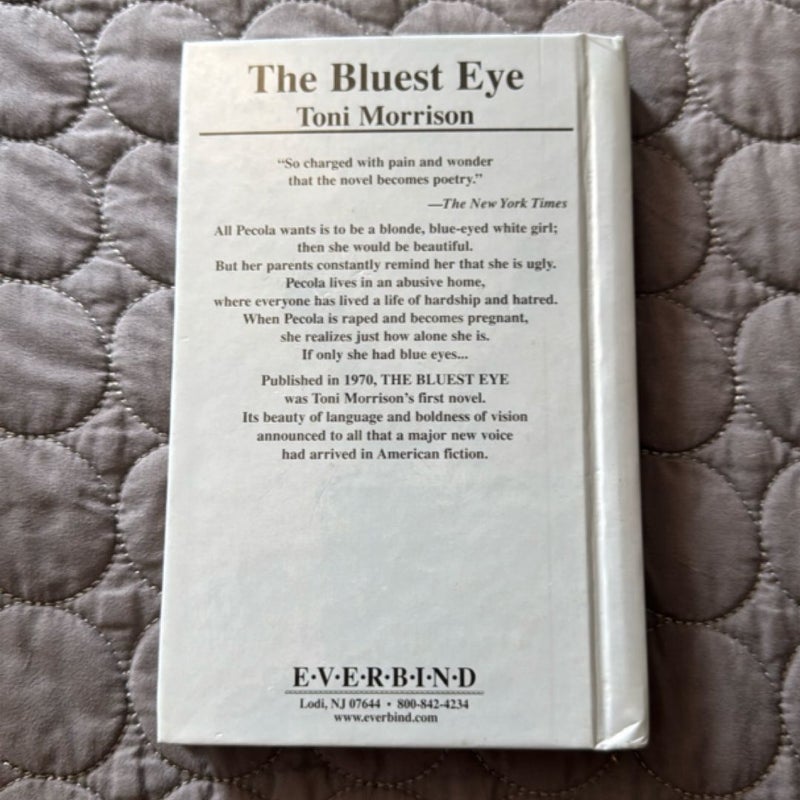 The Bluest Eye
Toni Morrison
“So charged with pain and wonder
that the novel becomes poetry.”
—The New York Times
All Pecola wants is to be a blonde, blue-eyed white girl;
then she would be beautiful.
But her parents constantly remind her that she is ugly.
Pecola lives in an abusive home,
where everyone has lived a life of hardship and hatred.
When Pecola is raped and becomes pregnant,
she realizes just how alone she is.
If only she had blue eyes...
Published in 1970, THE BLUEST EYE
was Toni Morrison's first novel.
Its beauty of language and boldness of vision
announced to all that a major new voice
had arrived in American fiction.
E·V·E·R·B·I·N·D
Lodi, NJ 07644 • 800-842-4234
www.everbind.com